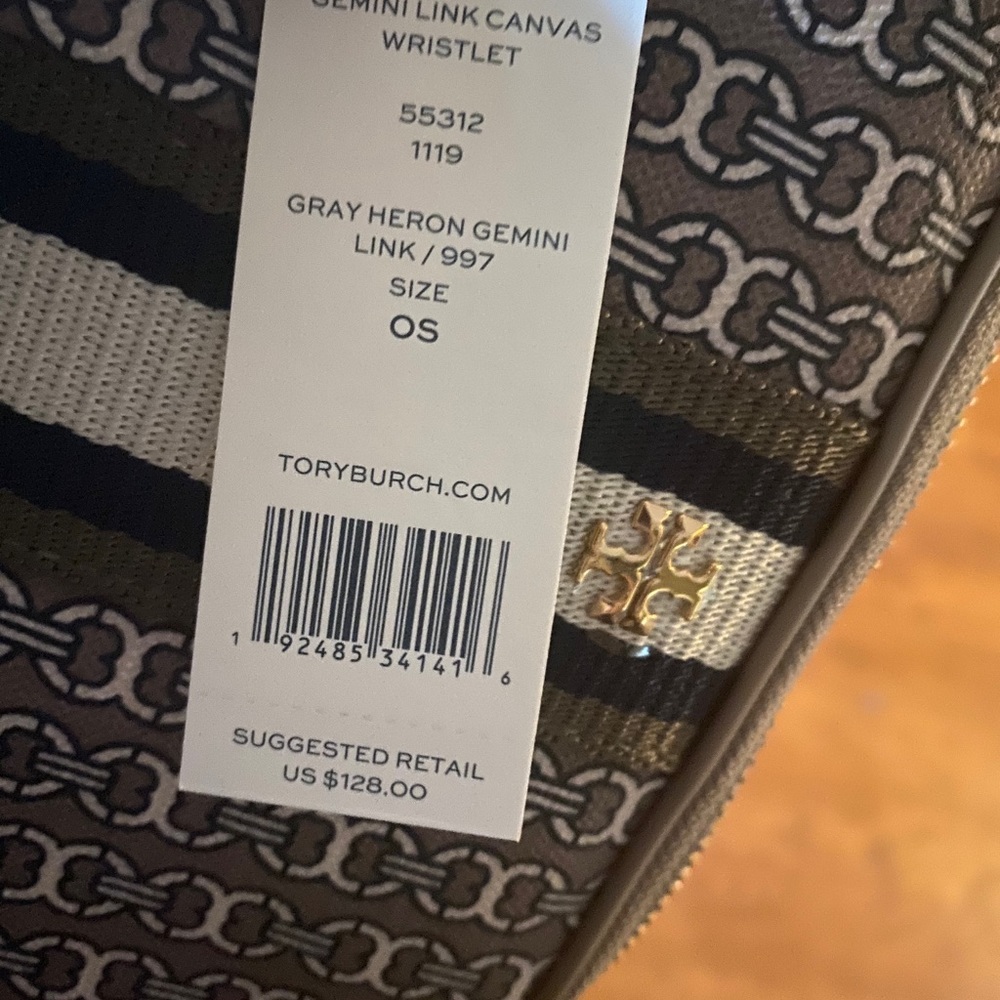 GEMINI LINK CANVAS
WRISTLET
55312
1119
GRAY HERON GEMINI
LINK / 997
SIZE
OS
TORYBURCH.COM
1 92485 34141 6
SUGGESTED RETAIL
US $128.00